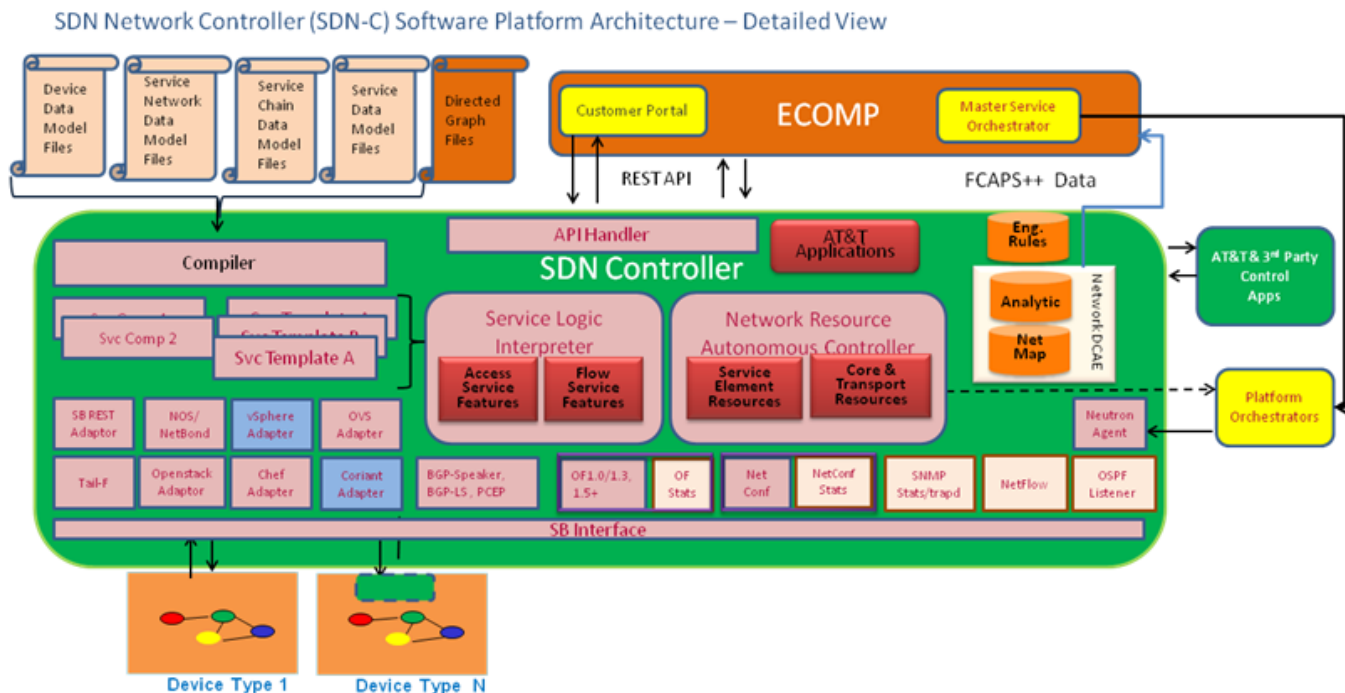 SDN Network Controller (SDN-C) Software Platform Architecture – Detailed View
Device
Data
Model
Files
Service
Network
Data
Model
Files
Service
Chain
Data
Model
Files
Service
Data
Model
Files
Directed
Graph
Files
Customer Portal
ECOMP
Master Service
Orchestrator
REST API
FCAPS++ Data
API Handler
AT&T
Applications
Eng.
Rules
Compiler
SDN Controller
AT&T & 3rd Party
Control
Apps
Analytic
Net
Map
Network DCAE
Svc Comp 2
Svc Template A
Service Logic
Interpreter
Access
Service
Features
Flow
Service
Features
Network Resource
Autonomous Controller
Service
Element
Resources
Core &
Transport
Resources
Platform
Orchestrators
SB REST
Adaptor
NOS/
NetBond
vSphere
Adapter
OVS
Adapter
Neutron
Agent
Tail-F
Openstack
Adaptor
Chef
Adapter
Coriant
Adapter
BGP-Speaker,
BGP-LS, PCEP
OF1.0/1.3,
1.5+
OF
Stats
Net
Conf
NetConf
Stats
SNMP
Stats/trapd
NetFlow
OSPF
Listener
SB Interface
Device Type 1
Device Type N